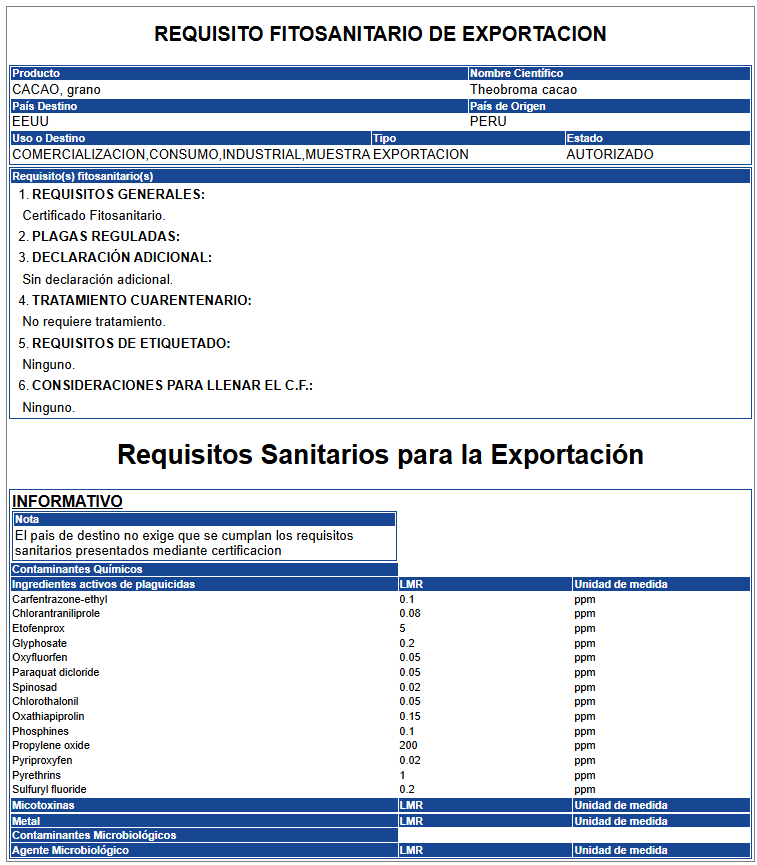 REQUISITO FITOSANITARIO DE EXPORTACION
Producto Nombre Científico
CACAO, grano Theobroma cacao
País Destino País de Origen
EEUU PERU
Uso o Destino Tipo Estado
COMERCIALIZACION,CONSUMO,INDUSTRIAL,MUESTRA EXPORTACION AUTORIZADO
Requisito(s) fitosanitario(s)
1. REQUISITOS GENERALES:
Certificado Fitosanitario.
2. PLAGAS REGULADAS:
3. DECLARACIÓN ADICIONAL:
Sin declaración adicional.
4. TRATAMIENTO CUARENTENARIO:
No requiere tratamiento.
5. REQUISITOS DE ETIQUETADO:
Ninguno.
6. CONSIDERACIONES PARA LLENAR EL C.F.:
Ninguno.
Requisitos Sanitarios para la Exportación
INFORMATIVO
Nota
El pais de destino no exige que se cumplan los requisitos
sanitarios presentados mediante certificacion
Contaminantes Químicos
Ingredientes activos de plaguicidas LMR Unidad de medida
Carfentrazone-ethyl 0.1 ppm
Chlorantraniliprole 0.08 ppm
Etofenprox 5 ppm
Glyphosate 0.2 ppm
Oxyfluorfen 0.05 ppm
Paraquat dicloride 0.05 ppm
Spinosad 0.02 ppm
Chlorothalonil 0.05 ppm
Oxathiapiprolin 0.15 ppm
Phosphines 0.1 ppm
Propylene oxide 200 ppm
Pyriproxyfen 0.02 ppm
Pyrethrins 1 ppm
Sulfuryl fluoride 0.2 ppm
Micotoxinas LMR Unidad de medida
Metal LMR Unidad de medida
Contaminantes Microbiológicos
Agente Microbiológico LMR Unidad de medida